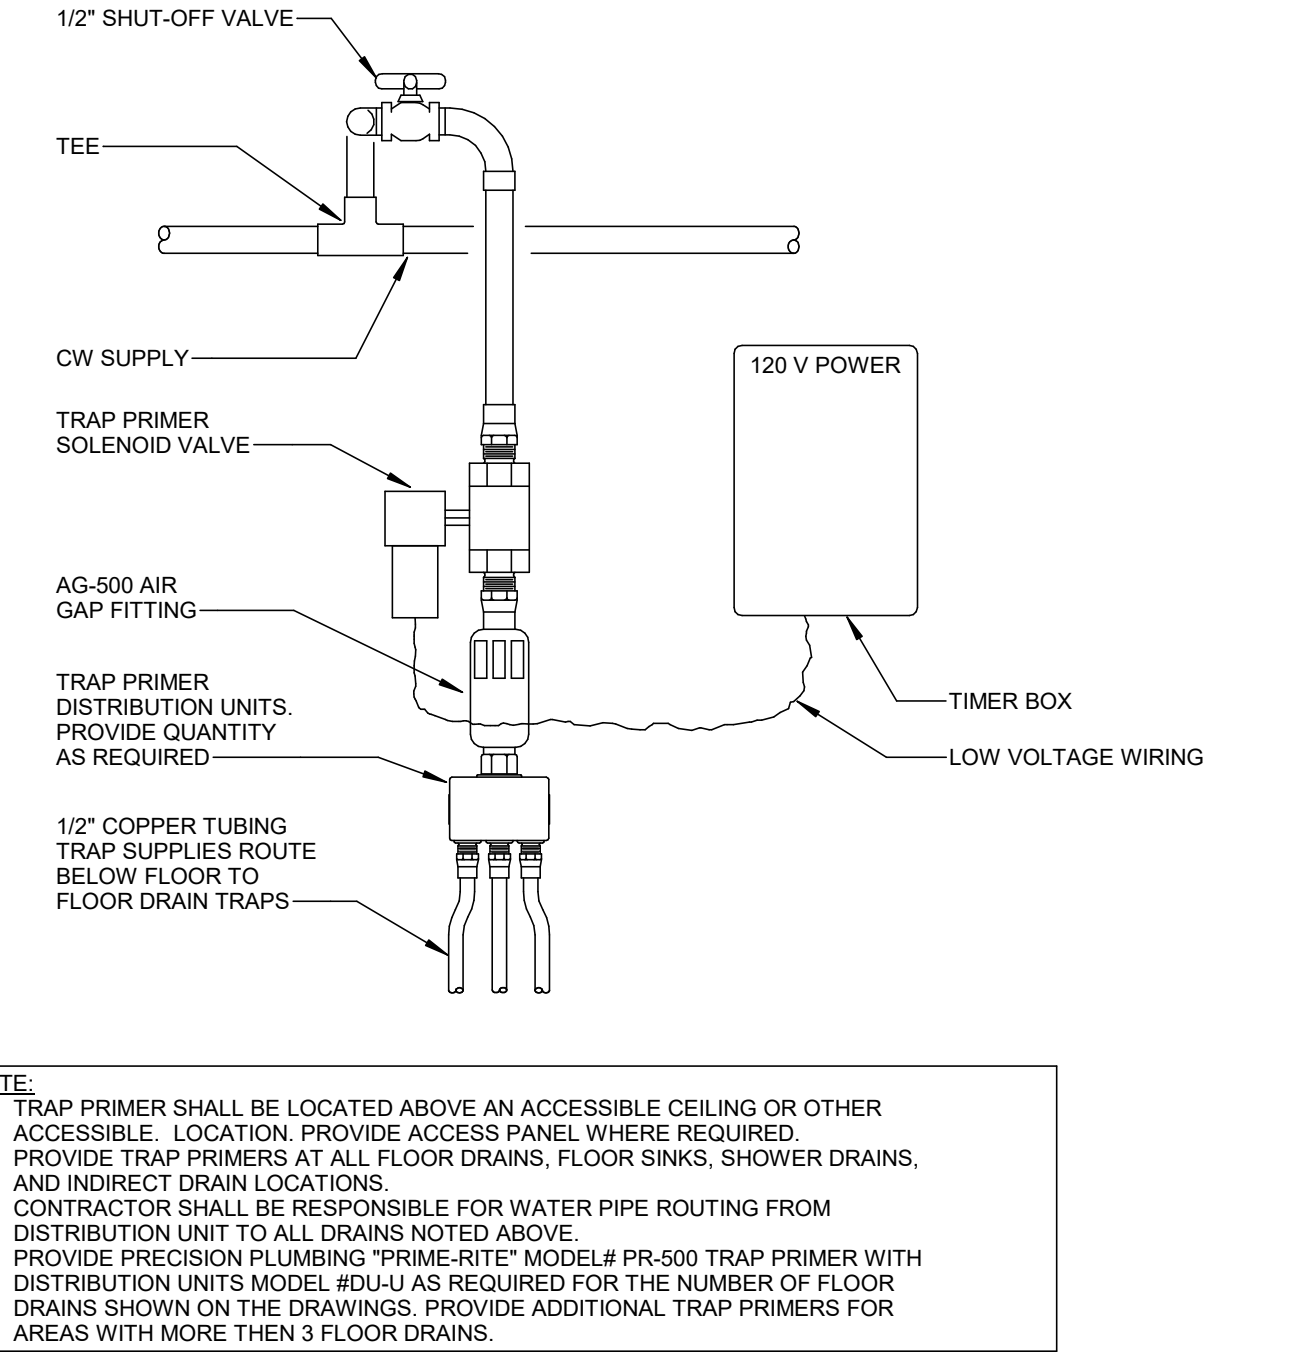 1/2" SHUT-OFF VALVE
TEE
CW SUPPLY
120 V POWER
TRAP PRIMER
SOLENOID VALVE
AG-500 AIR
GAP FITTING
TRAP PRIMER
DISTRIBUTION UNITS.
PROVIDE QUANTITY
AS REQUIRED
TIMER BOX
LOW VOLTAGE WIRING
1/2" COPPER TUBING
TRAP SUPPLIES ROUTE
BELOW FLOOR TO
FLOOR DRAIN TRAPS
TE:
TRAP PRIMER SHALL BE LOCATED ABOVE AN ACCESSIBLE CEILING OR OTHER
ACCESSIBLE. LOCATION. PROVIDE ACCESS PANEL WHERE REQUIRED.
PROVIDE TRAP PRIMERS AT ALL FLOOR DRAINS, FLOOR SINKS, SHOWER DRAINS,
AND INDIRECT DRAIN LOCATIONS.
CONTRACTOR SHALL BE RESPONSIBLE FOR WATER PIPE ROUTING FROM
DISTRIBUTION UNIT TO ALL DRAINS NOTED ABOVE.
PROVIDE PRECISION PLUMBING "PRIME-RITE" MODEL# PR-500 TRAP PRIMER WITH
DISTRIBUTION UNITS MODEL #DU-U AS REQUIRED FOR THE NUMBER OF FLOOR
DRAINS SHOWN ON THE DRAWINGS. PROVIDE ADDITIONAL TRAP PRIMERS FOR
AREAS WITH MORE THEN 3 FLOOR DRAINS.